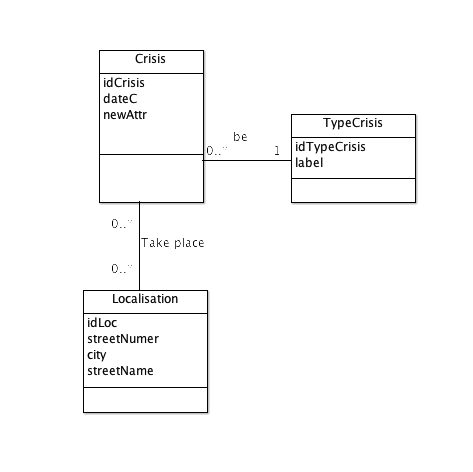 Crisis
idCrisis
dateC
newAttr
be
0..* 1
TypeCrisis
idTypeCrisis
label
0..*
Take place
0..*
Localisation
idLoc
streetNumer
city
streetName